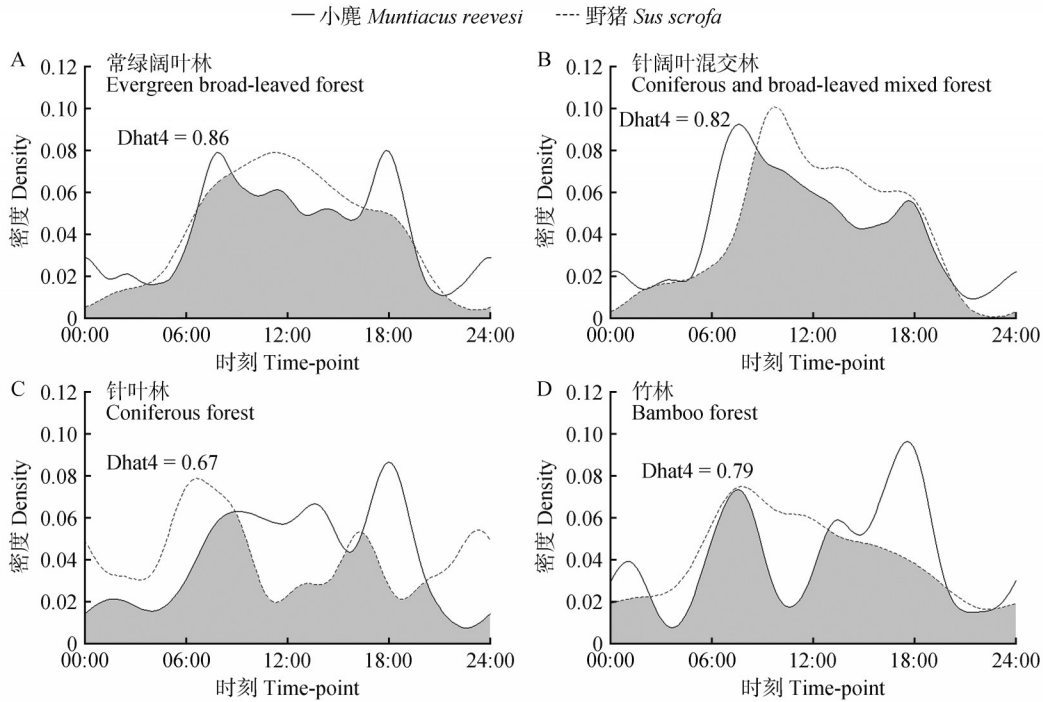 小麂 Muntiacus reevesi 野猪 Sus scrofa
A 常绿阔叶林
Evergreen broad-leaved forest
Dhat4 = 0.86
密度 Density
0.12
0.10
0.08
0.06
0.04
0.02
0
00:00 06:00 12:00 18:00 24:00
时刻 Time-point
B 针阔叶混交林
Coniferous and broad-leaved mixed forest
Dhat4 = 0.82
密度 Density
0.12
0.10
0.08
0.06
0.04
0.02
0
00:00 06:00 12:00 18:00 24:00
时刻 Time-point
C 针叶林
Coniferous forest
Dhat4 = 0.67
密度 Density
0.12
0.10
0.08
0.06
0.04
0.02
0
00:00 06:00 12:00 18:00 24:00
时刻 Time-point
D 竹林
Bamboo forest
Dhat4 = 0.79
密度 Density
0.12
0.10
0.08
0.06
0.04
0.02
0
00:00 06:00 12:00 18:00 24:00
时刻 Time-point